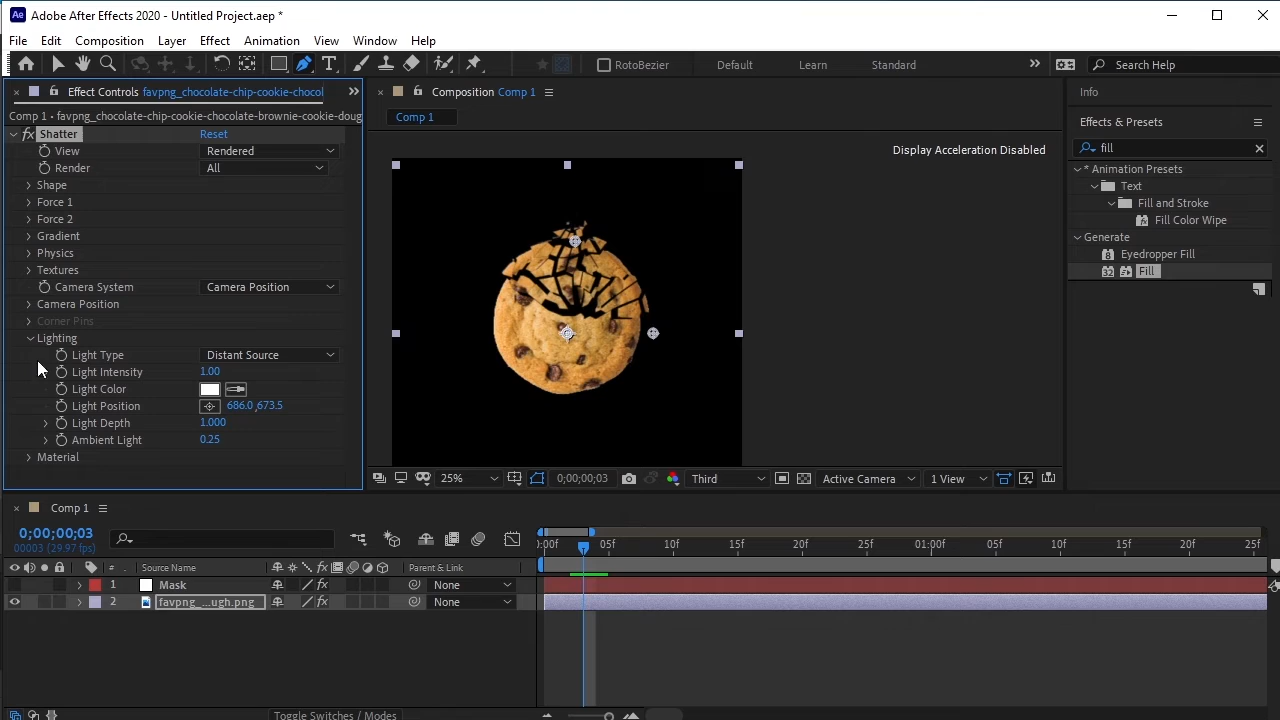 Adobe After Effects 2020 - Untitled Project.aep *
File Edit Composition Layer Effect Animation View Window Help
RotoBezier Default Learn Standard Search Help
Effect Controls favpng_chocolate-chip-cookie-chocol
Composition Comp 1
Info
Comp 1 • favpng_chocolate-chip-cookie-chocolate-brownie-cookie-doug
Comp 1
Effects & Presets
fx Shatter Reset
View Rendered
Render All
Shape
Force 1
Force 2
Gradient
Physics
Textures
Camera System Camera Position
Camera Position
Corner Pins
Lighting
Light Type Distant Source
Light Intensity 1.00
Light Color
Light Position 686.0,673.5
Light Depth 1.000
Ambient Light 0.25
Material
Display Acceleration Disabled
fill
* Animation Presets
Text
Fill and Stroke
Fill Color Wipe
Generate
Eyedropper Fill
Fill
25% 0;00;00;03 Third Active Camera 1 View
Comp 1
0;00;00;03
00003 (29.97 fps)
:00f 05f 10f 15f 20f 25f 01:00f 05f 10f 15f 20f 25f
# Source Name Parent & Link
1 Mask None
2 favpng_...ugh.png None
Toggle Switches / Modes